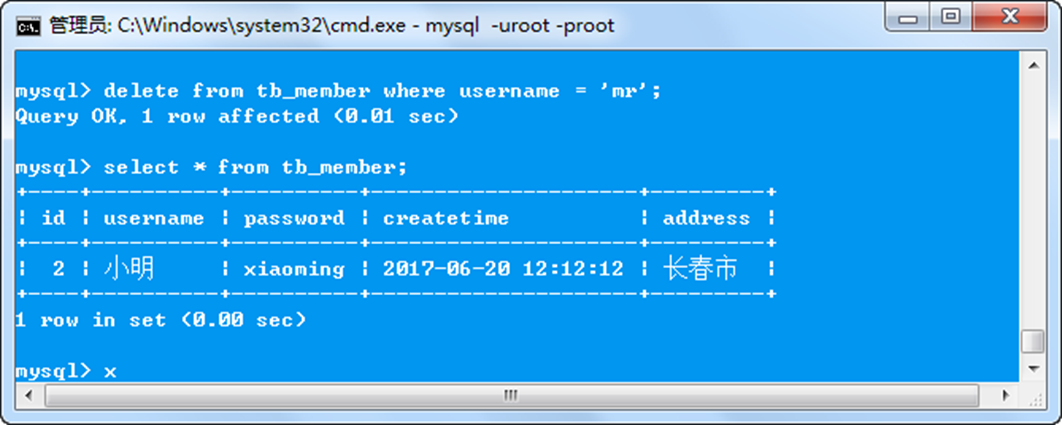 管理员: C:\Windows\system32\cmd.exe - mysql  -uroot -proot
mysql> delete from tb_member where username = 'mr';
Query OK, 1 row affected (0.01 sec)
mysql> select * from tb_member;
+----+----------+----------+---------------------+---------+
| id | username | password | createtime          | address |
+----+----------+----------+---------------------+---------+
|  2 | 小明     | xiaoming | 2017-06-20 12:12:12 | 长春市  |
+----+----------+----------+---------------------+---------+
1 row in set (0.00 sec)
mysql> x